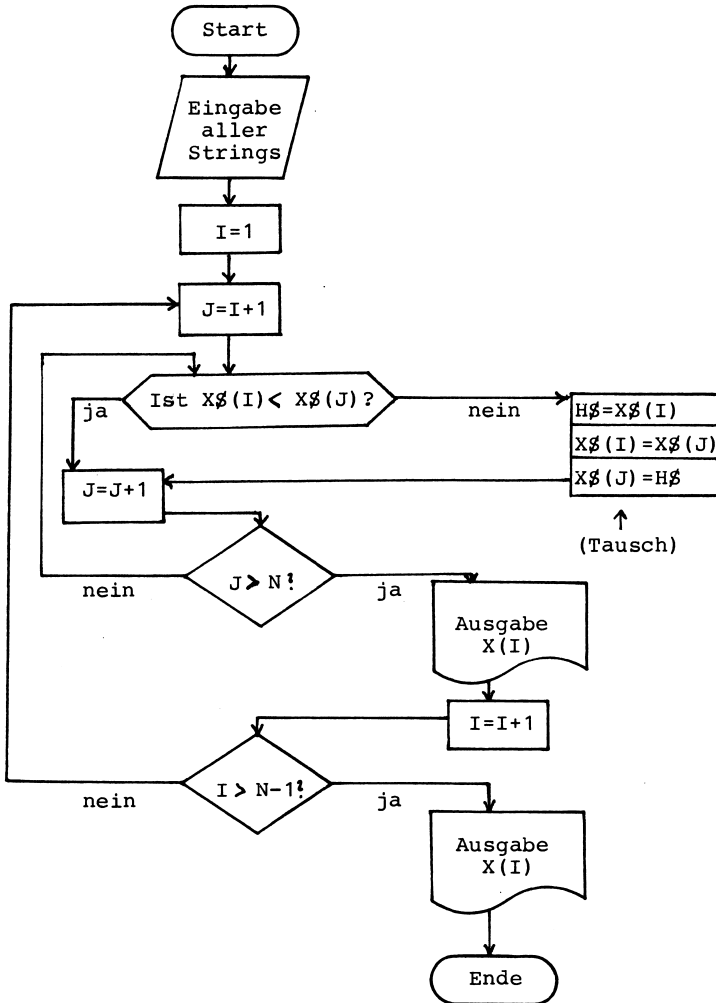 Start
Eingabe
aller
Strings
I=1
J=I+1
Ist X$(I)< X$(J)?
ja
nein
H$=X$(I)
X$(I)=X$(J)
X$(J)=H$
(Tausch)
J=J+1
J> N?
nein
ja
Ausgabe
X(I)
I=I+1
I> N-1?
nein
ja
Ausgabe
X(I)
Ende